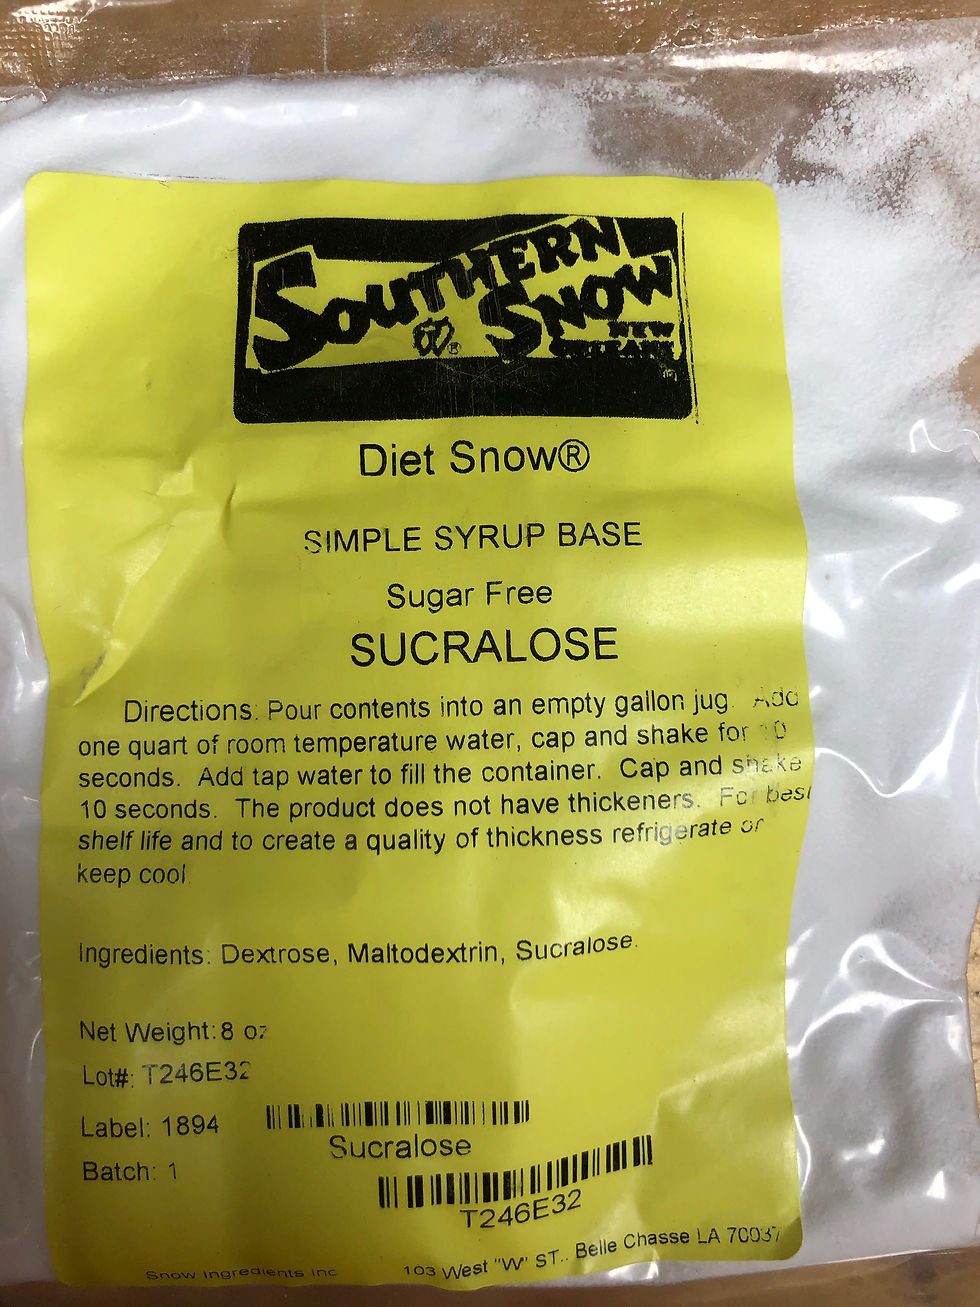 SOUTHERN
SNOW
NEW
ORLEANS
Diet Snow®
SIMPLE SYRUP BASE
Sugar Free
SUCRALOSE
Directions: Pour contents into an empty gallon jug. Add
one quart of room temperature water, cap and shake for 10
seconds. Add tap water to fill the container. Cap and shake
10 seconds. The product does not have thickeners. For best
shelf life and to create a quality of thickness refrigerate or
keep cool
Ingredients: Dextrose, Maltodextrin, Sucralose.
Net Weight: 8 oz
Lot#: T246E32
Label: 1894
Sucralose
Batch: 1
T246E32
Snow Ingredients Inc 103 West "W" ST.. Belle Chasse LA 70037